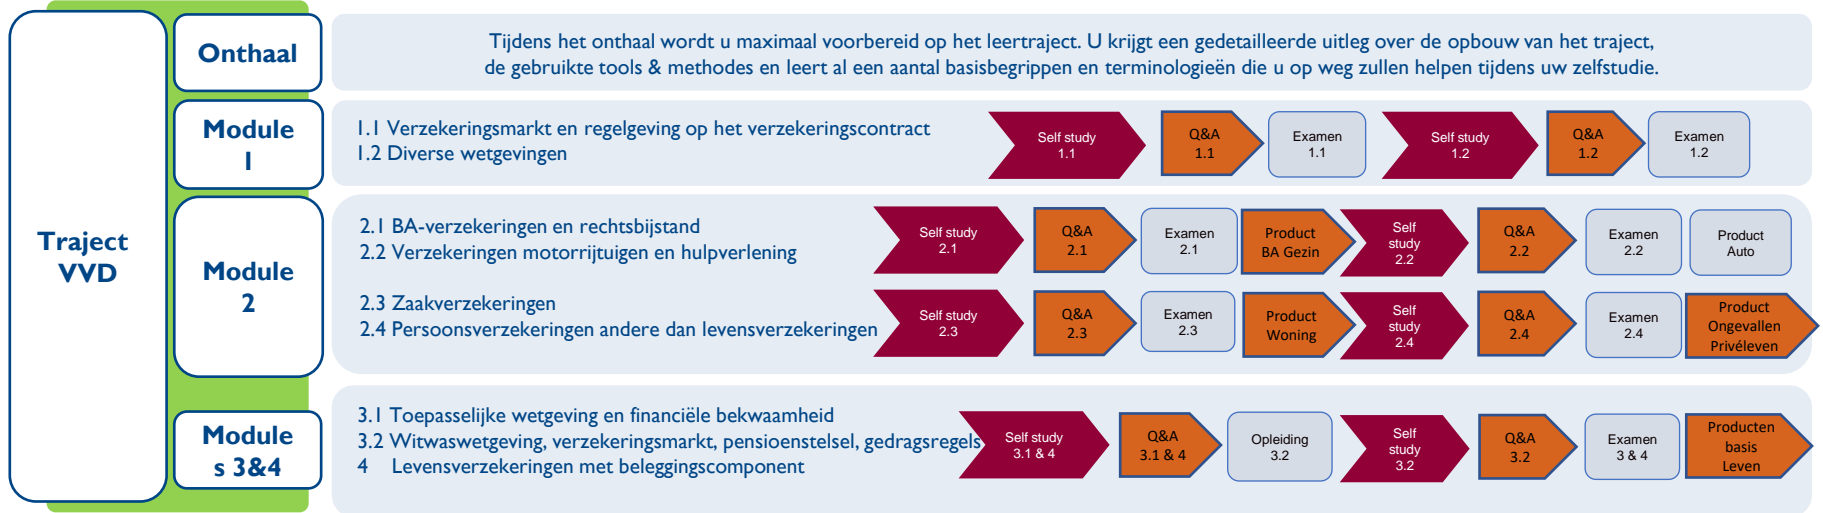 Traject
VVD
Onthaal
Tijdens het onthaal wordt u maximaal voorbereid op het leertraject. U krijgt een gedetailleerde uitleg over de opbouw van het traject,
de gebruikte tools & methodes en leert al een aantal basisbegrippen en terminologieën die u op weg zullen helpen tijdens uw zelfstudie.
Module
1
1.1 Verzekeringsmarkt en regelgeving op het verzekeringscontract
1.2 Diverse wetgevingen
Self study
1.1
Q&A
1.1
Examen
1.1
Self study
1.2
Q&A
1.2
Examen
1.2
Module
2
2.1 BA-verzekeringen en rechtsbijstand
2.2 Verzekeringen motorrijtuigen en hulpverlening
Self study
2.1
Q&A
2.1
Examen
2.1
Product
BA Gezin
Self
study
2.2
Q&A
2.2
Examen
2.2
Product
Auto
2.3 Zaakverzekeringen
2.4 Persoonsverzekeringen andere dan levensverzekeringen
Self study
2.3
Q&A
2.3
Examen
2.3
Product
Woning
Self
study
2.4
Q&A
2.4
Examen
2.4
Product
Ongevallen
Privéleven
Module
s 3&4
3.1 Toepasselijke wetgeving en financiële bekwaamheid
3.2 Witwaswetgeving, verzekeringsmarkt, pensioenstelsel, gedragsregels
4 Levensverzekeringen met beleggingscomponent
Self study
3.1 & 4
Q&A
3.1 & 4
Opleiding
3.2
Self
study
3.2
Q&A
3.2
Examen
3 & 4
Producten
basis
Leven